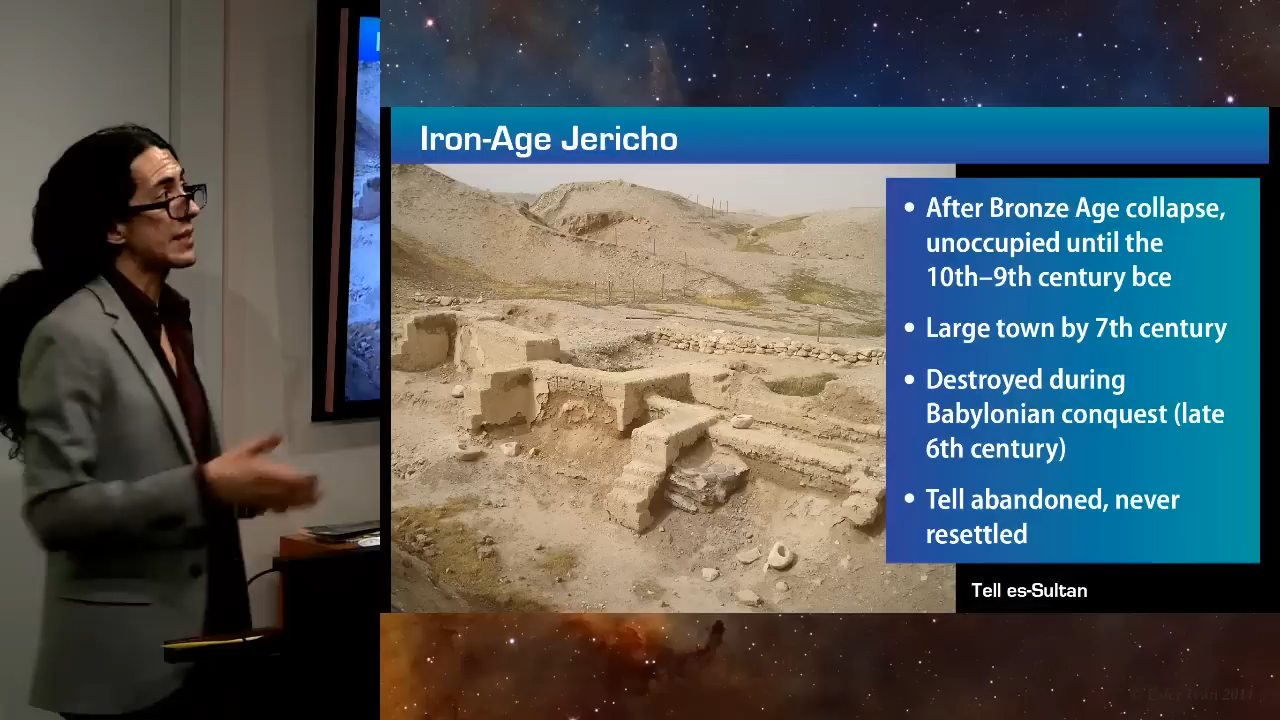 Iron-Age Jericho
• After Bronze Age collapse,
unoccupied until the
10th–9th century bce
• Large town by 7th century
• Destroyed during
Babylonian conquest (late
6th century)
• Tell abandoned, never
resettled
Tell es-Sultan